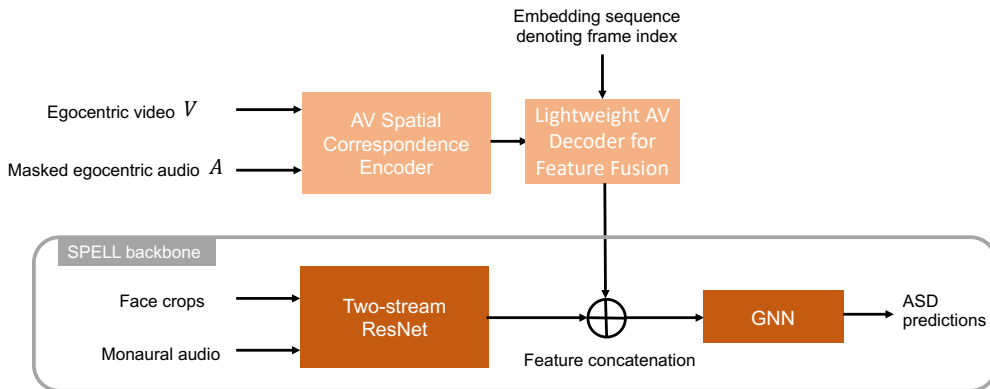 Embedding sequence
denoting frame index
Egocentric video V
Masked egocentric audio A
AV Spatial
Correspondence
Encoder
Lightweight AV
Decoder for
Feature Fusion
SPELL backbone
Face crops
Monaural audio
Two-stream
ResNet
Feature concatenation
GNN
ASD
predictions